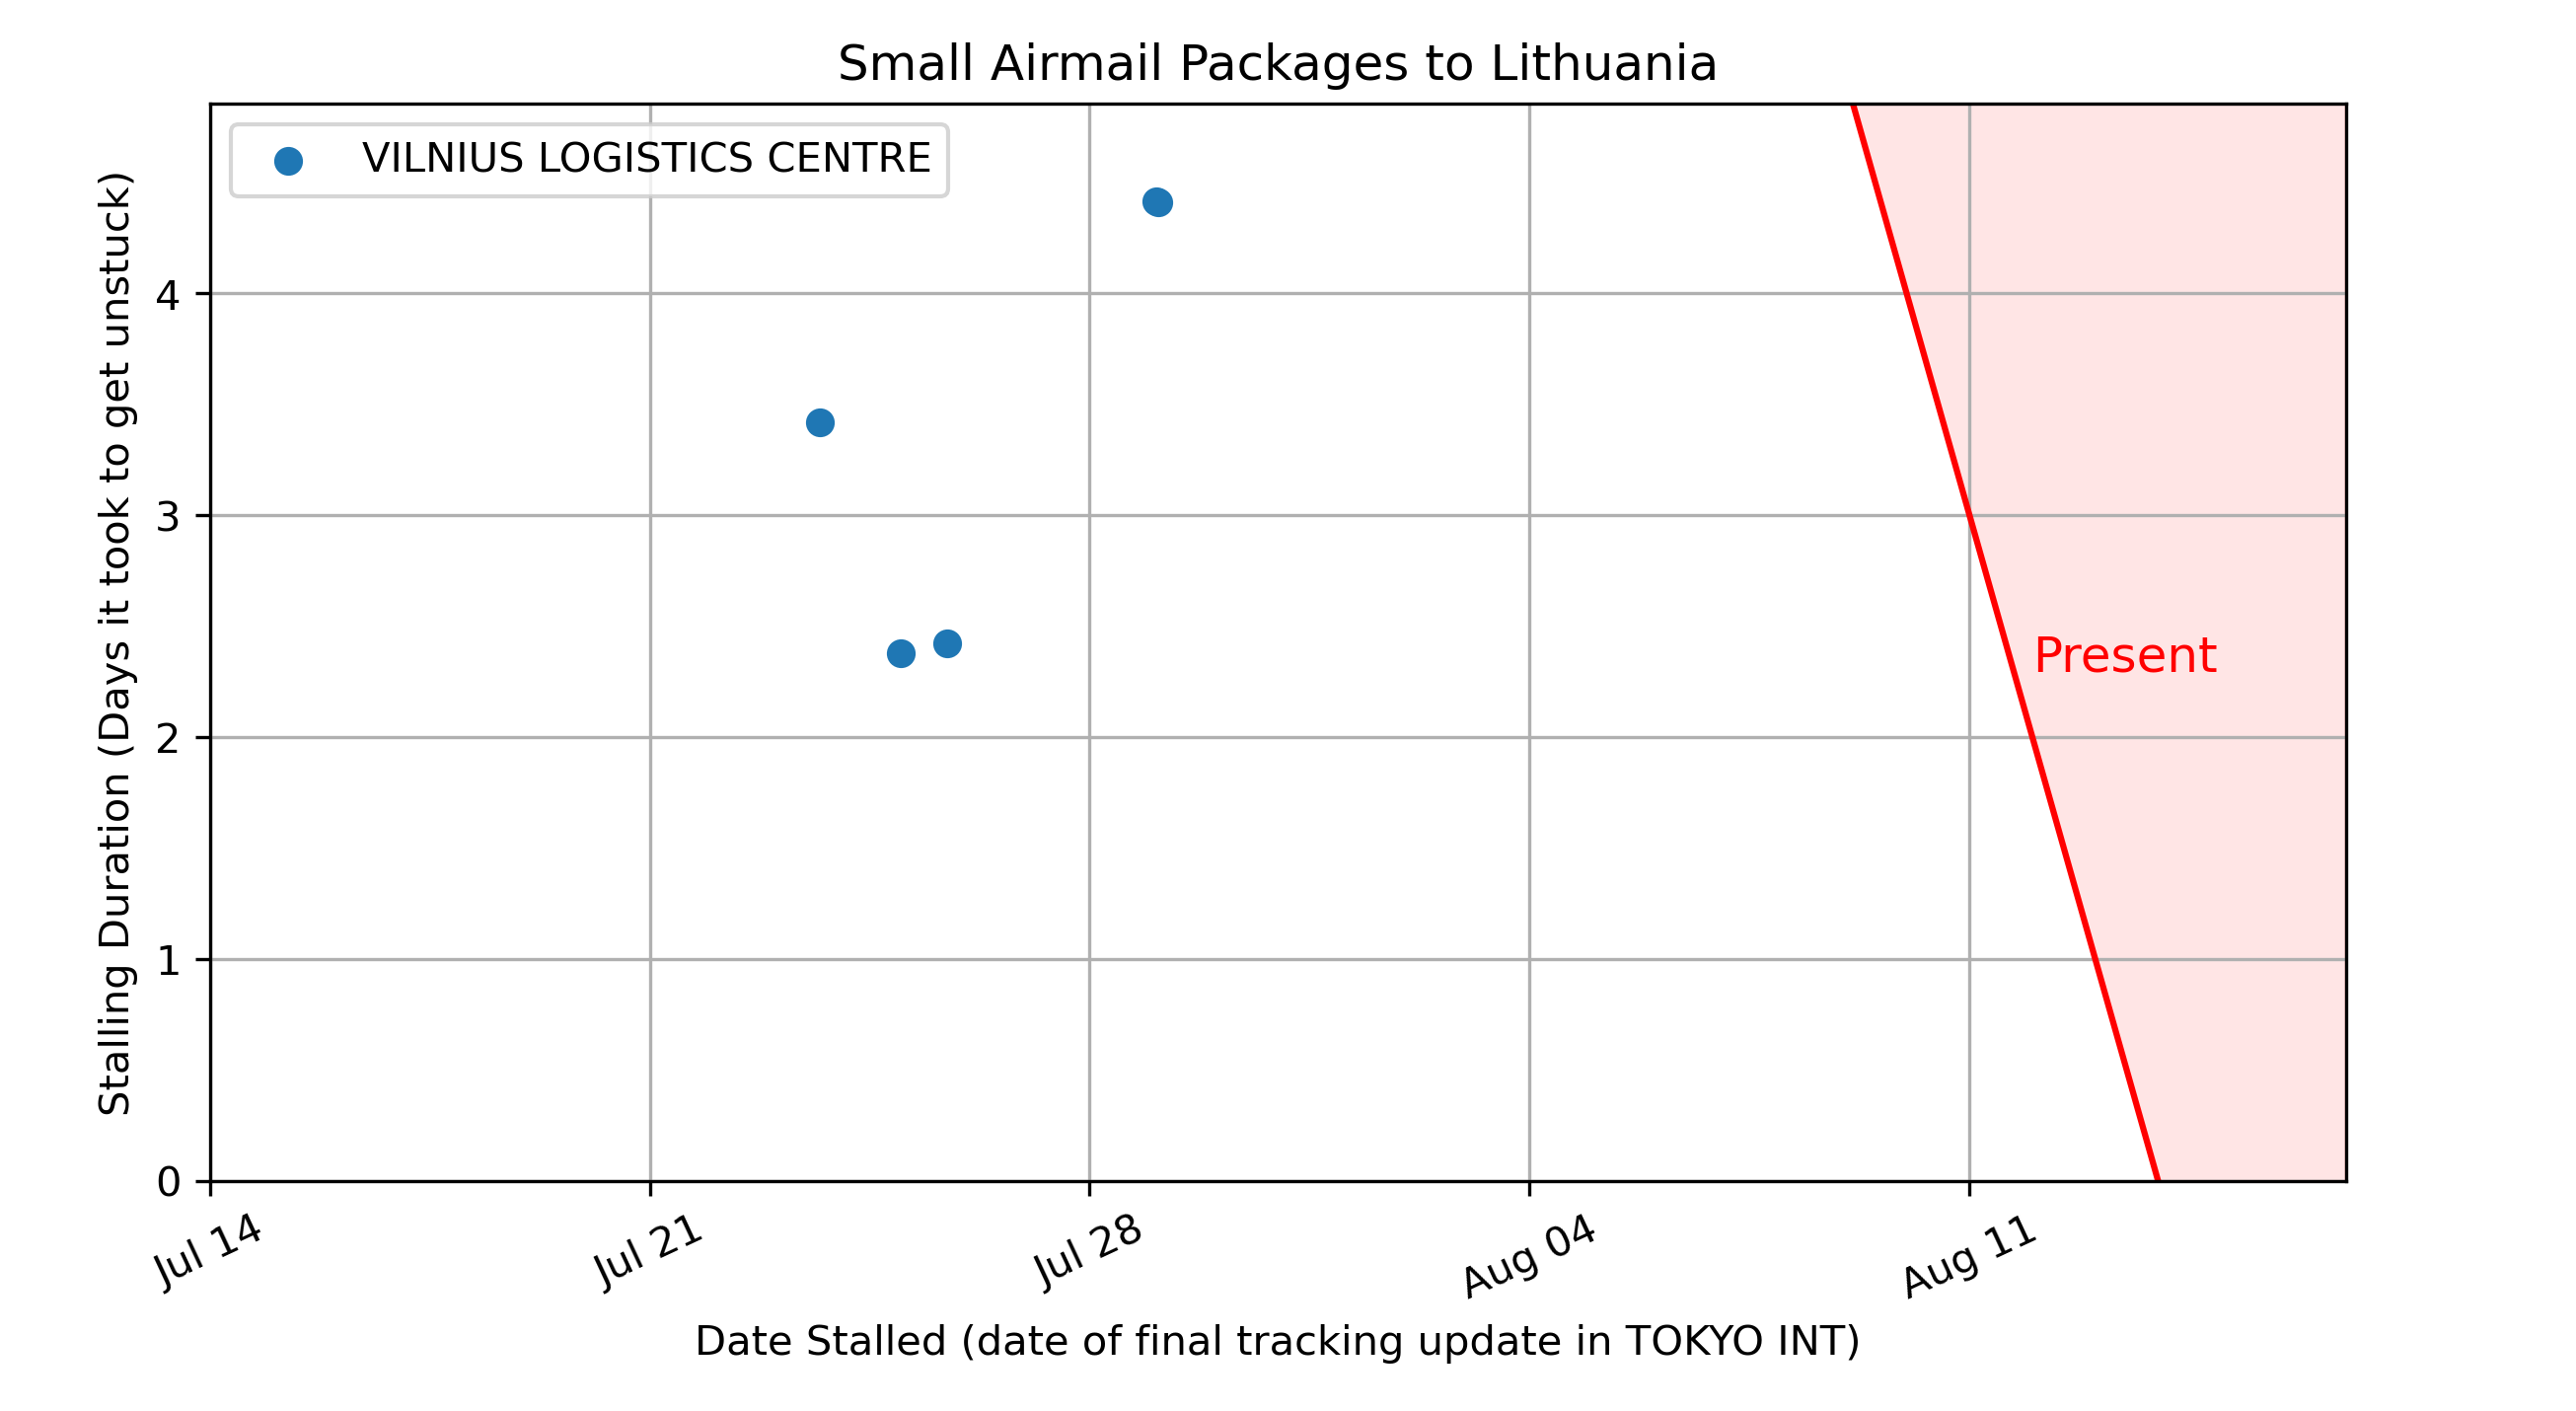 Small Airmail Packages to Lithuania
VILNIUS LOGISTICS CENTRE
Stalling Duration (Days it took to get unstuck)
4
3
2
1
0
Present
Jul 14
Jul 21
Jul 28
Aug 04
Aug 11
Date Stalled (date of final tracking update in TOKYO INT)